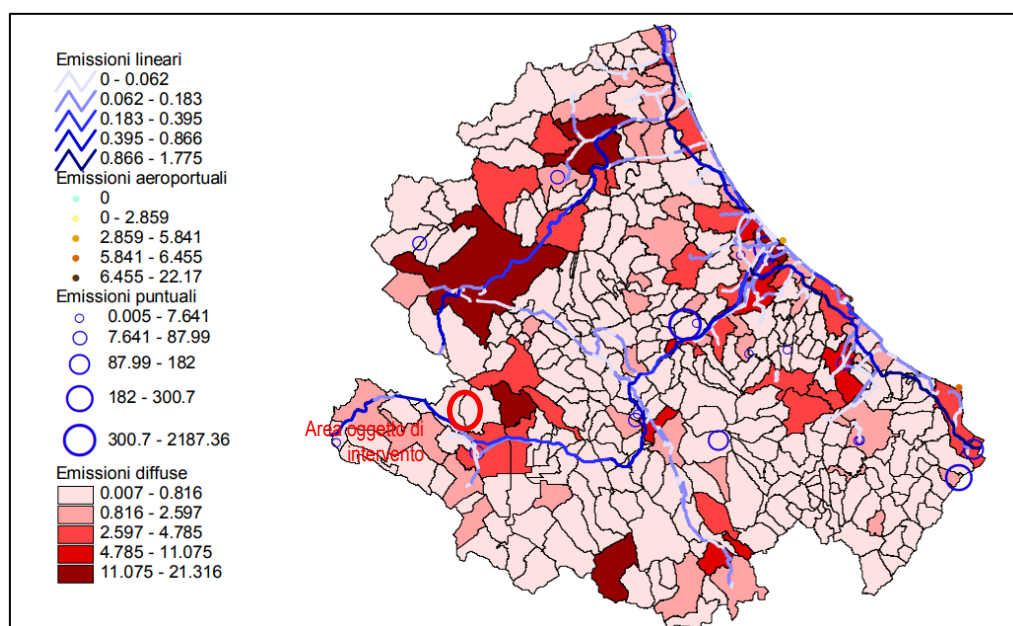 Emissioni lineari
0 - 0.062
0.062 - 0.183
0.183 - 0.395
0.395 - 0.866
0.866 - 1.775
Emissioni aeroportuali
0
0 - 2.859
2.859 - 5.841
5.841 - 6.455
6.455 - 22.17
Emissioni puntuali
0.005 - 7.641
7.641 - 87.99
87.99 - 182
182 - 300.7
300.7 - 2187.36
Emissioni diffuse
0.007 - 0.816
0.816 - 2.597
2.597 - 4.785
4.785 - 11.075
11.075 - 21.316
Area oggetto di
intervento